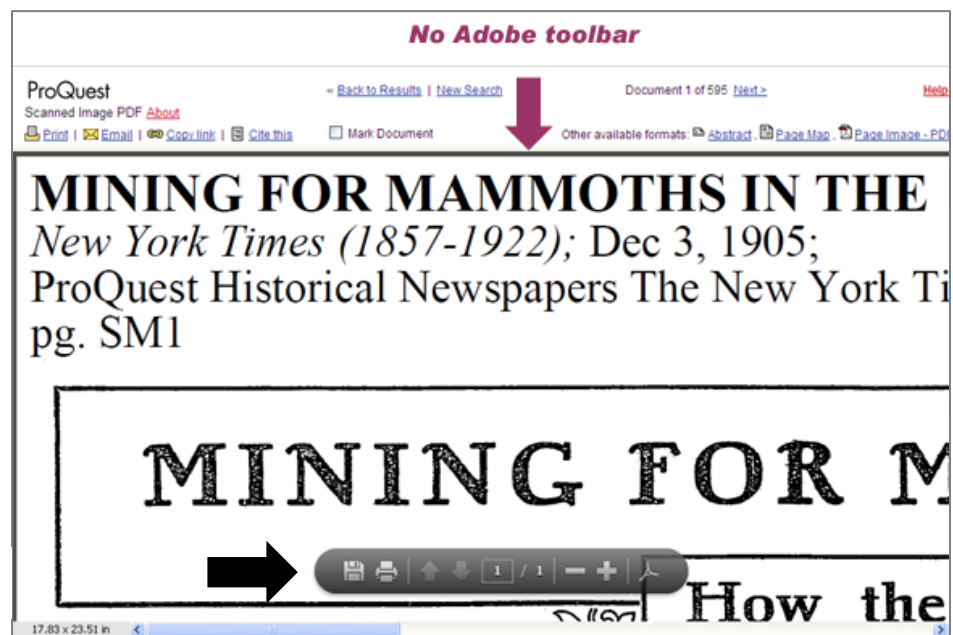 No Adobe toolbar
ProQuest
« Back to Results | New Search
Document 1 of 595 Next >
Help
Scanned Image PDF About
Print | Email | Copy link | Cite this
Mark Document
Other available formats: Abstract , Page Map , Page Image - PDF
MINING FOR MAMMOTHS IN THE
New York Times (1857-1922); Dec 3, 1905;
ProQuest Historical Newspapers The New York Ti
pg. SM1
MINING FOR M
1 / 1
How the
17.83 x 23.51 in